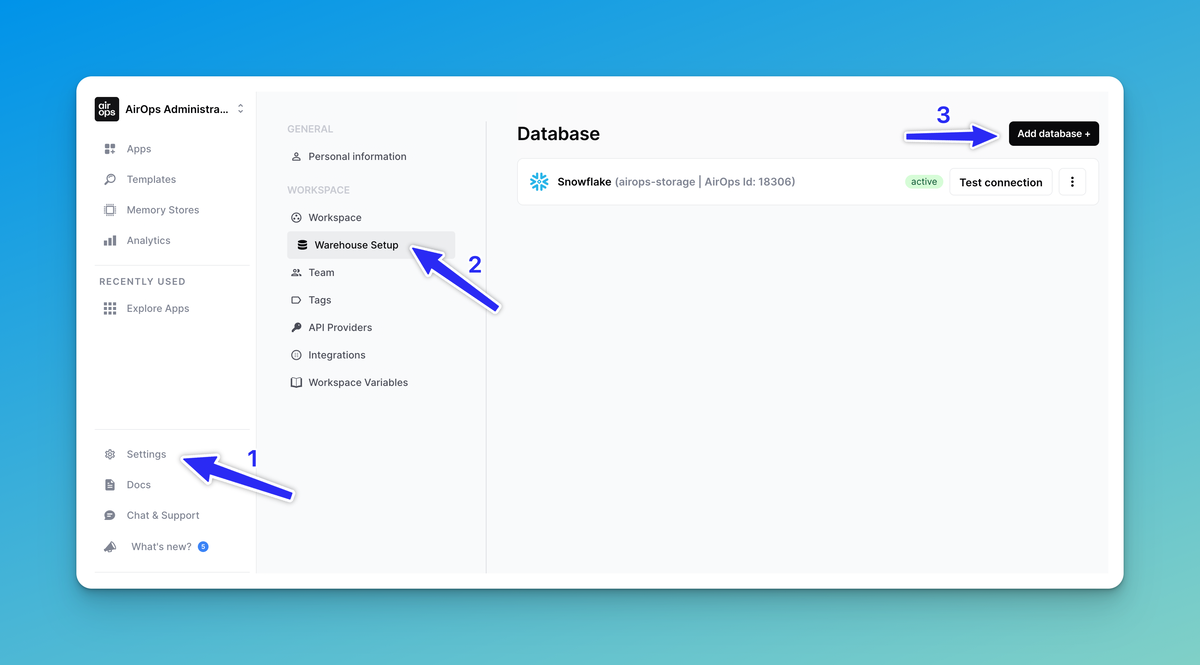 air
ops
AirOps Administra...
Apps
Templates
Memory Stores
Analytics
RECENTLY USED
Explore Apps
Settings
1
Docs
Chat & Support
What's new? 5
GENERAL
Personal information
WORKSPACE
Workspace
Warehouse Setup
2
Team
Tags
API Providers
Integrations
Workspace Variables
Database
3
Add database +
Snowflake (airops-storage | AirOps Id: 18306) active Test connection